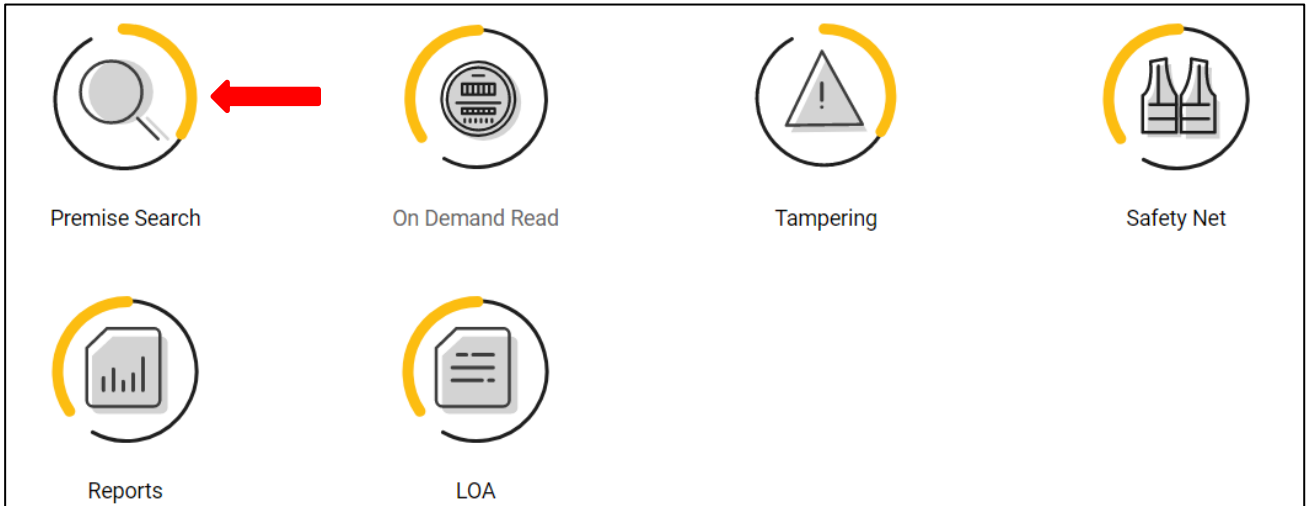 Premise Search
On Demand Read
Tampering
Safety Net
Reports
LOA